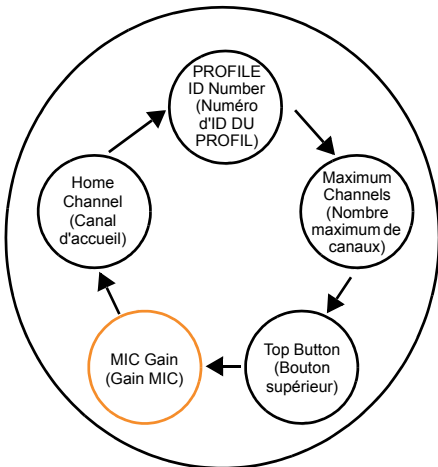 PROFILE
ID Number
(Numéro
d'ID DU
PROFIL)
Maximum
Channels
(Nombre
maximum de
canaux)
Top Button
(Bouton
supérieur)
MIC Gain
(Gain MIC)
Home
Channel
(Canal
d'accueil)